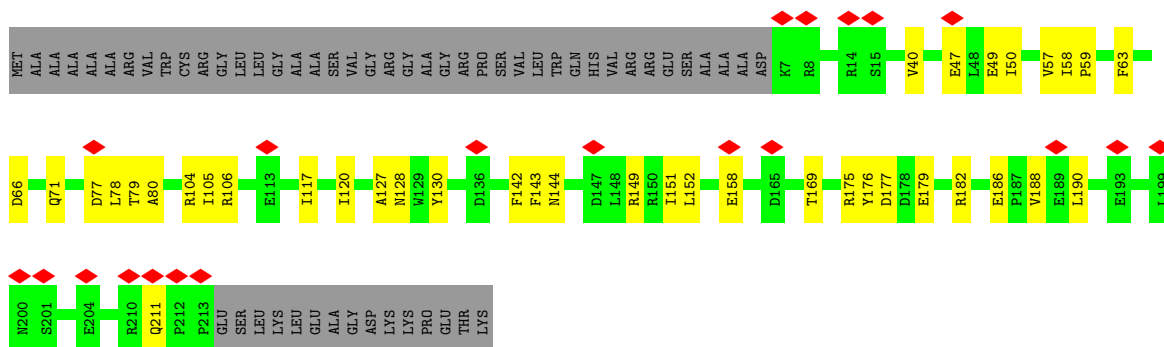 MET ALA ALA ALA ALA ALA ARG VAL TRP CYS ARG GLY LEU LEU GLY ALA ALA SER VAL GLY ARG GLY ALA GLY ARG PRO SER VAL LEU TRP GLN HIS VAL ARG ARG GLU SER ALA ALA ALA ASP K7 R8 R14 S15 V40 E47 L48 E49 I50 V57 I58 P59 F63
D66 Q71 D77 L78 T79 A80 R104 I105 R106 E113 I117 I120 A127 N128 W129 Y130 D136 F142 F143 N144 D147 L148 R149 R150 I151 L152 E158 D165 T169 R175 Y176 D177 D178 E179 R182 E186 P187 V188 E189 L190 E193 L199
N200 S201 E204 R210 Q211 P212 P213 GLU SER LEU LYS LEU GLU ALA GLY ASP LYS LYS PRO GLU THR LYS